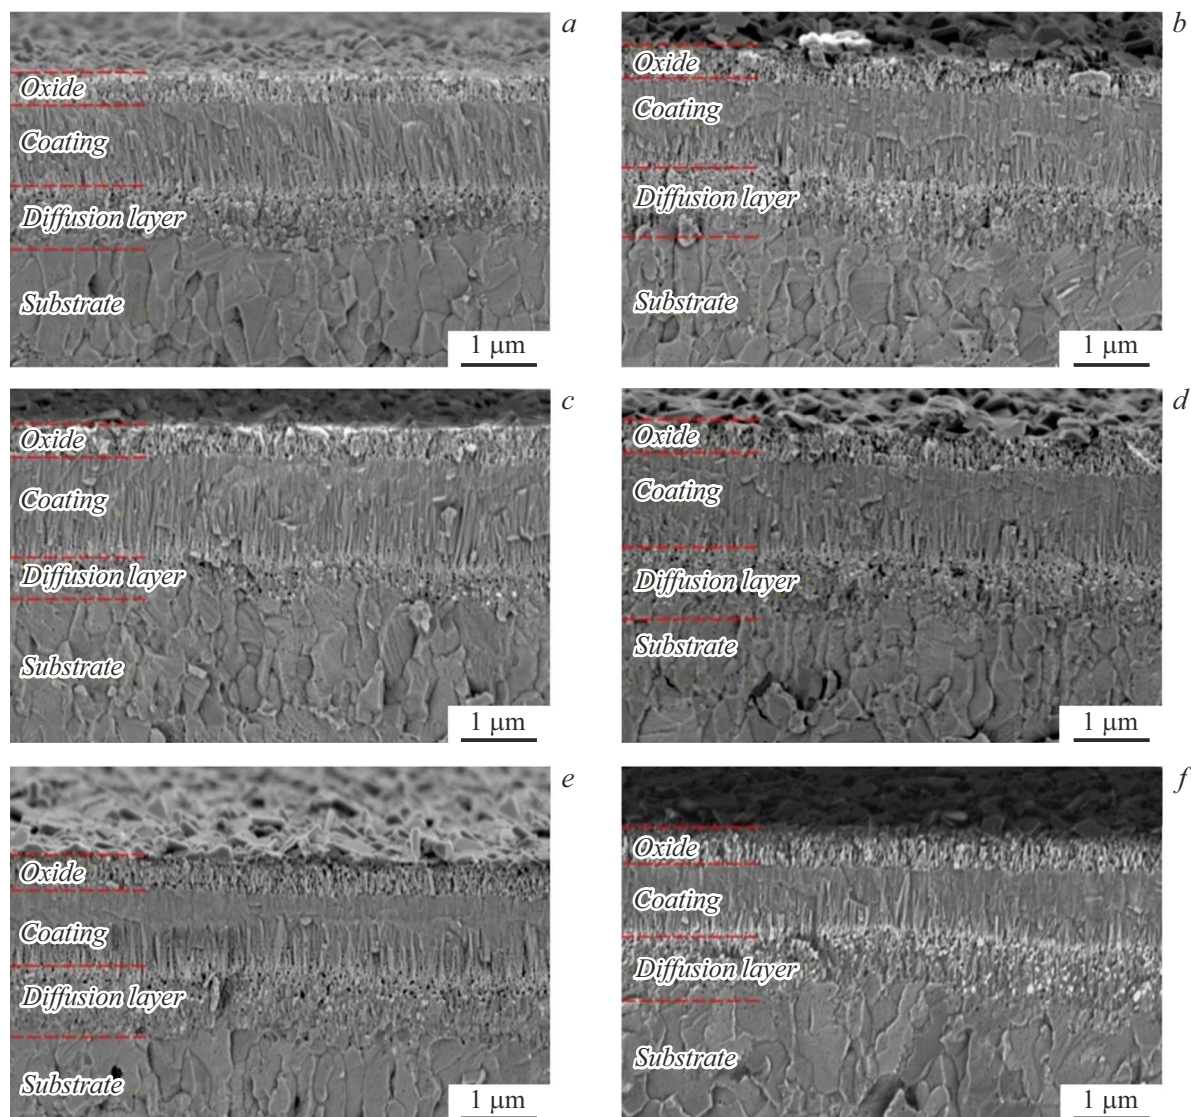 a
Oxide
Coating
Diffusion layer
Substrate
1 μm
b
Oxide
Coating
Diffusion layer
Substrate
1 μm
c
Oxide
Coating
Diffusion layer
Substrate
1 μm
d
Oxide
Coating
Diffusion layer
Substrate
1 μm
e
Oxide
Coating
Diffusion layer
Substrate
1 μm
f
Oxide
Coating
Diffusion layer
Substrate
1 μm